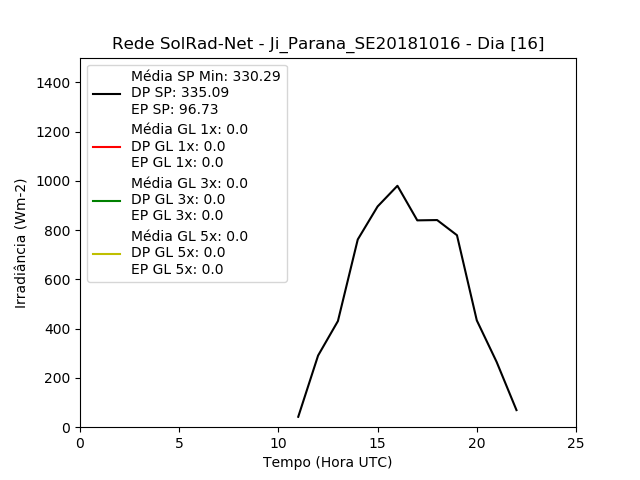 Rede SolRad-Net - Ji_Parana_SE20181016 - Dia [16]
Média SP Min: 330.29
DP SP: 335.09
EP SP: 96.73
Média GL 1x: 0.0
DP GL 1x: 0.0
EP GL 1x: 0.0
Média GL 3x: 0.0
DP GL 3x: 0.0
EP GL 3x: 0.0
Média GL 5x: 0.0
DP GL 5x: 0.0
EP GL 5x: 0.0
Irradiância (Wm-2)
1400
1200
1000
800
600
400
200
0
0 5 10 15 20 25
Tempo (Hora UTC)